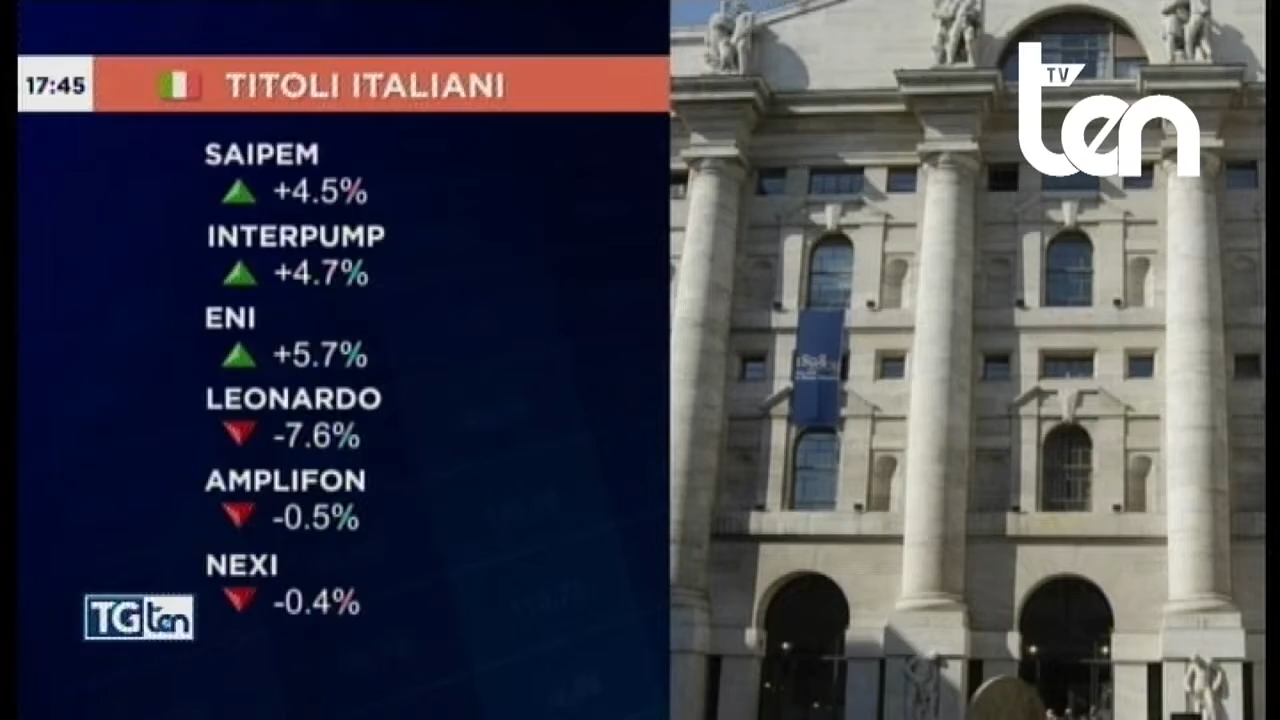 17:45
TITOLI ITALIANI
SAIPEM
+4.5%
INTERPUMP
+4.7%
ENI
+5.7%
LEONARDO
-7.6%
AMPLIFON
-0.5%
NEXI
-0.4%
TGten
TV
ten